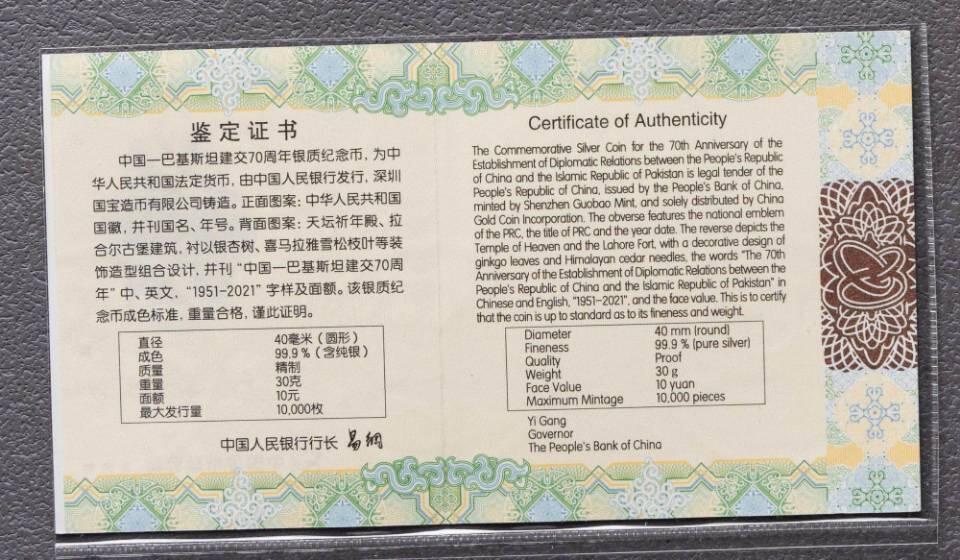 鉴定证书
中国一巴基斯坦建交70周年银质纪念币，为中
华人民共和国法定货币，由中国人民银行发行，深圳
国宝造币有限公司铸造。正面图案：中华人民共和国
国徽，并刊国名、年号。背面图案：天坛祈年殿、拉
合尔古堡建筑，衬以银杏树、喜马拉雅雪松枝叶等装
饰造型组合设计，并刊“中国一巴基斯坦建交70周
年”中、英文，“1951-2021”字样及面额。该银质纪
念币成色标准，重量合格，谨此证明。
直径 40毫米（圆形）
成色 99.9％（含纯银）
质量 精制
重量 30克
面额 10元
最大发行量 10,000枚
中国人民银行行长 易纲
Certificate of Authenticity
The Commemorative Silver Coin for the 70th Anniversary of the
Establishment of Diplomatic Relations between the People's Republic
of China and the Islamic Republic of Pakistan is legal tender of the
People's Republic of China, issued by the People's Bank of China,
minted by Shenzhen Guobao Mint, and solely distributed by China
Gold Coin Incorporation. The obverse features the national emblem
of the PRC, the title of PRC and the year date. The reverse depicts the
Temple of Heaven and the Lahore Fort, with a decorative design of
ginkgo leaves and Himalayan cedar needles, the words "The 70th
Anniversary of the Establishment of Diplomatic Relations between the
People's Republic of China and the Islamic Republic of Pakistan" in
Chinese and English, "1951-2021", and the face value. This is to certify
that the coin is up to standard as to its fineness and weight.
Diameter 40 mm (round)
Fineness 99.9 % (pure silver)
Quality Proof
Weight 30 g
Face Value 10 yuan
Maximum Mintage 10,000 pieces
Yi Gang
Governor
The People's Bank of China